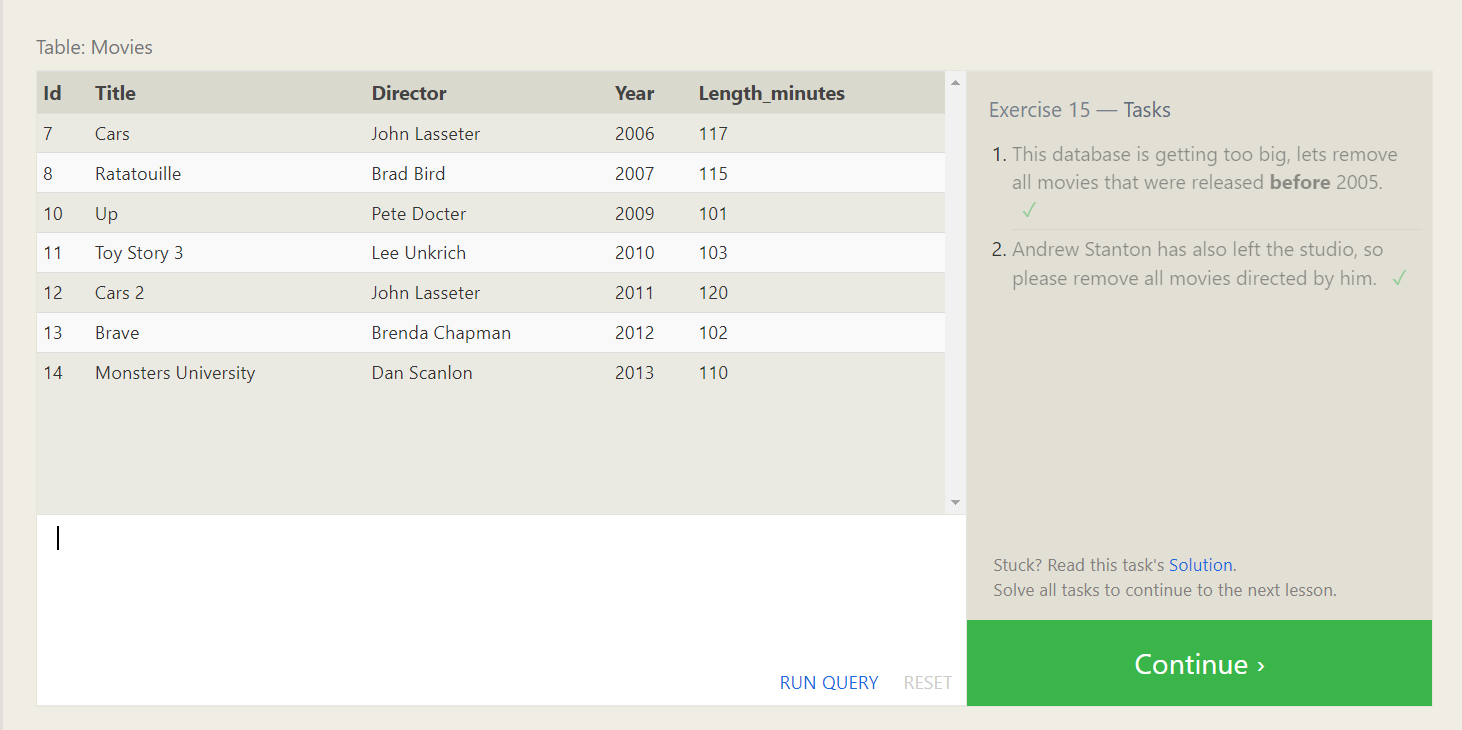 Table: Movies
Id Title Director Year Length_minutes
7 Cars John Lasseter 2006 117
8 Ratatouille Brad Bird 2007 115
10 Up Pete Docter 2009 101
11 Toy Story 3 Lee Unkrich 2010 103
12 Cars 2 John Lasseter 2011 120
13 Brave Brenda Chapman 2012 102
14 Monsters University Dan Scanlon 2013 110
RUN QUERY RESET
Exercise 15 — Tasks
1. This database is getting too big, lets remove
all movies that were released before 2005.
✓
2. Andrew Stanton has also left the studio, so
please remove all movies directed by him. ✓
Stuck? Read this task's Solution.
Solve all tasks to continue to the next lesson.
Continue ›